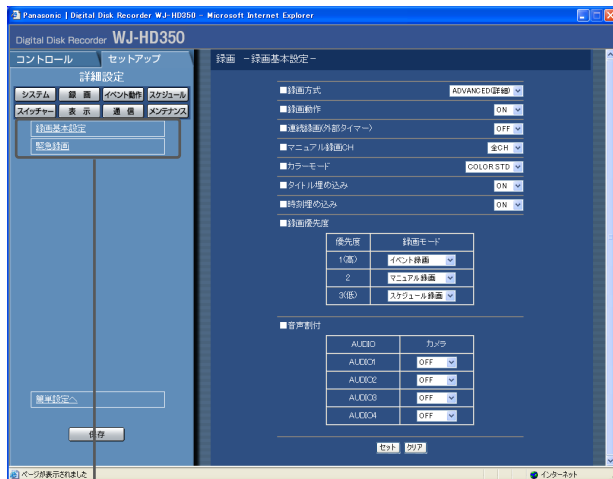 Panasonic | Digital Disk Recorder WJ-HD350 - Microsoft Internet Explorer
Digital Disk Recorder WJ-HD350
コントロール
セットアップ
詳細設定
システム 録 画 イベント動作 スケジュール
スイッチャー 表 示 通 信 メンテナンス
録画基本設定
緊急録画
簡単設定へ
保存
録画 －録画基本設定－
■録画方式 ADVANCED(詳細)
■録画動作 ON
■連続録画(外部タイマー) OFF
■マニュアル録画CH 全CH
■カラーモード COLOR STD
■タイトル埋め込み ON
■時刻埋め込み ON
■録画優先度
優先度 録画モード
1(高) イベント録画
2 マニュアル録画
3(低) スケジュール録画
■音声割付
AUDIO カメラ
AUDIO1 OFF
AUDIO2 OFF
AUDIO3 OFF
AUDIO4 OFF
セット クリア
ページが表示されました インターネット